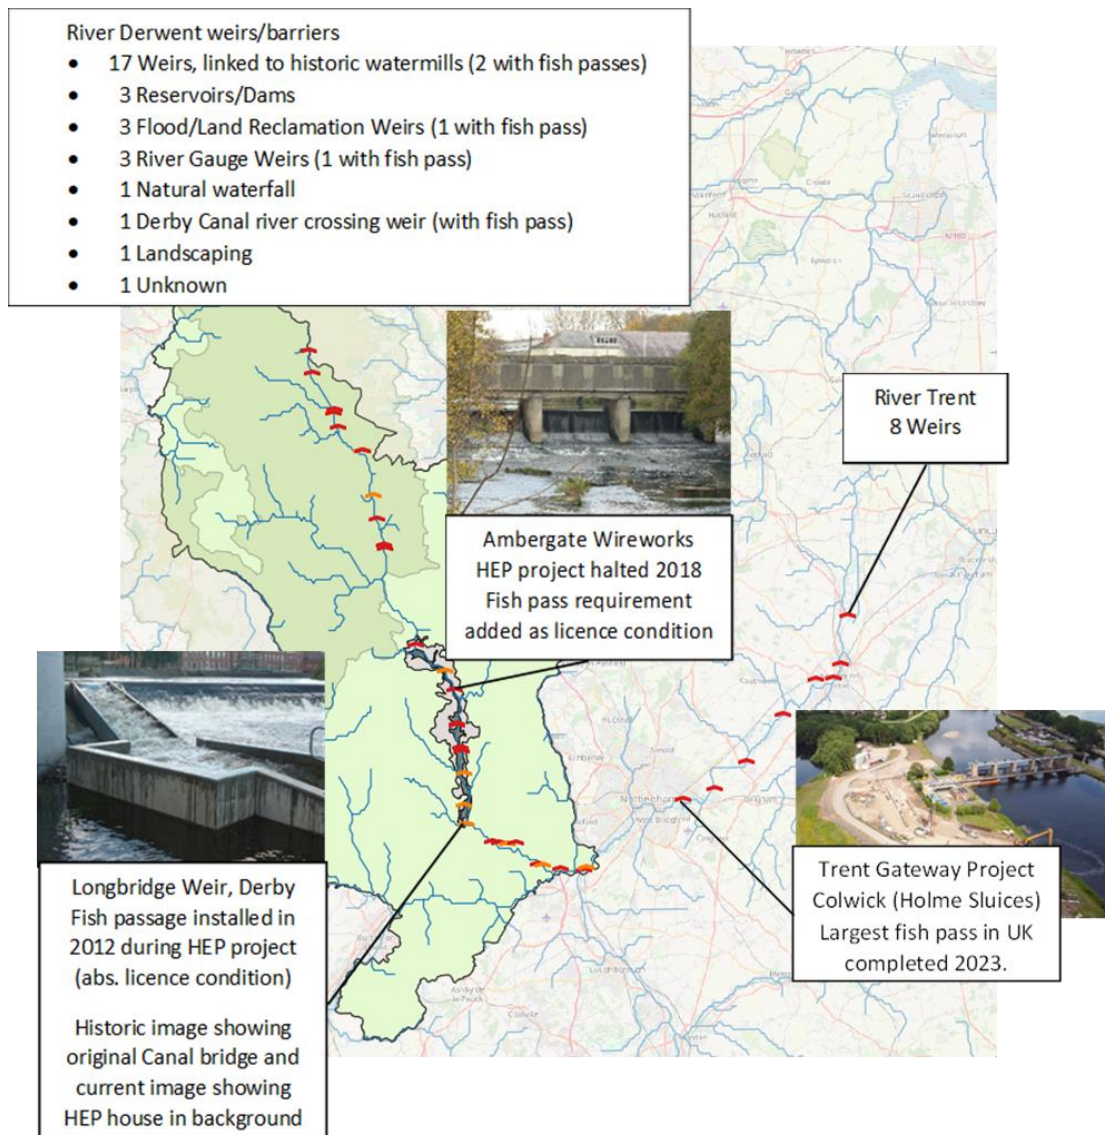 River Derwent weirs/barriers
• 17 Weirs, linked to historic watermills (2 with fish passes)
• 3 Reservoirs/Dams
• 3 Flood/Land Reclamation Weirs (1 with fish pass)
• 3 River Gauge Weirs (1 with fish pass)
• 1 Natural waterfall
• 1 Derby Canal river crossing weir (with fish pass)
• 1 Landscaping
• 1 Unknown
River Trent
8 Weirs
Ambergate Wireworks
HEP project halted 2018
Fish pass requirement
added as licence condition
Longbridge Weir, Derby
Fish passage installed in
2012 during HEP project
(abs. licence condition)
Historic image showing
original Canal bridge and
current image showing
HEP house in background
Trent Gateway Project
Colwick (Holme Sluices)
Largest fish pass in UK
completed 2023.
Arnold